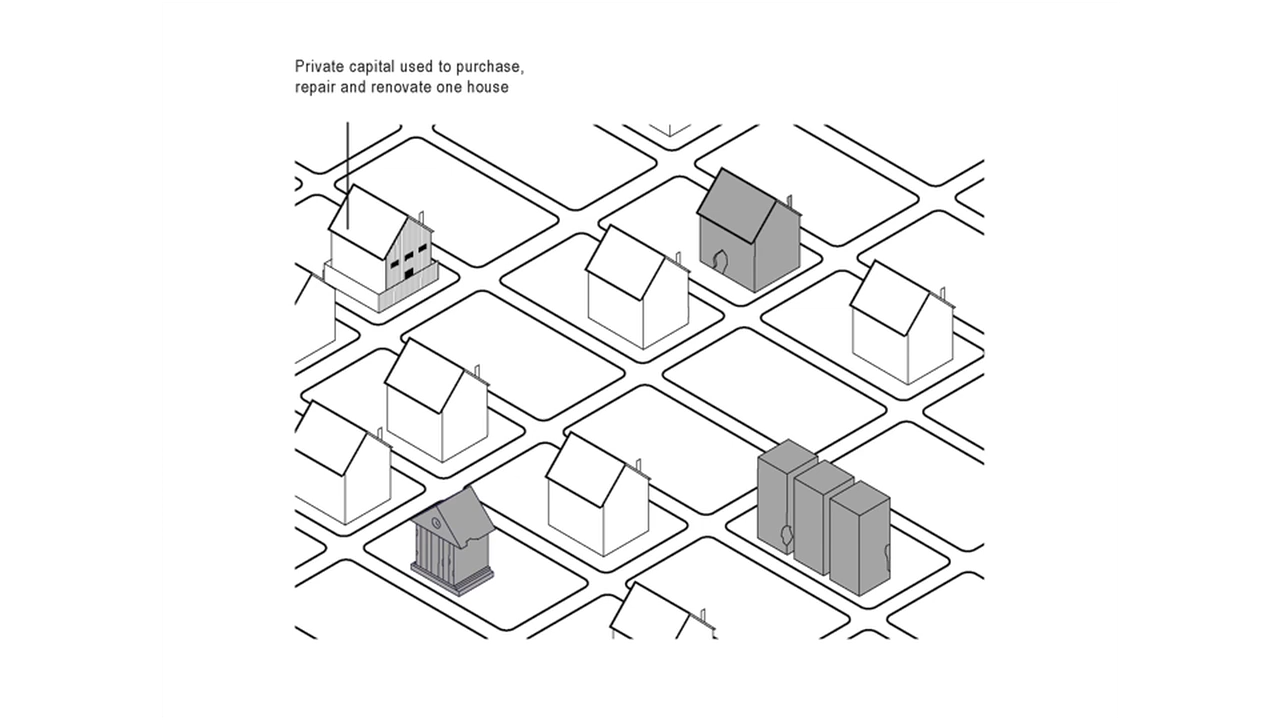 Private capital used to purchase,
repair and renovate one house